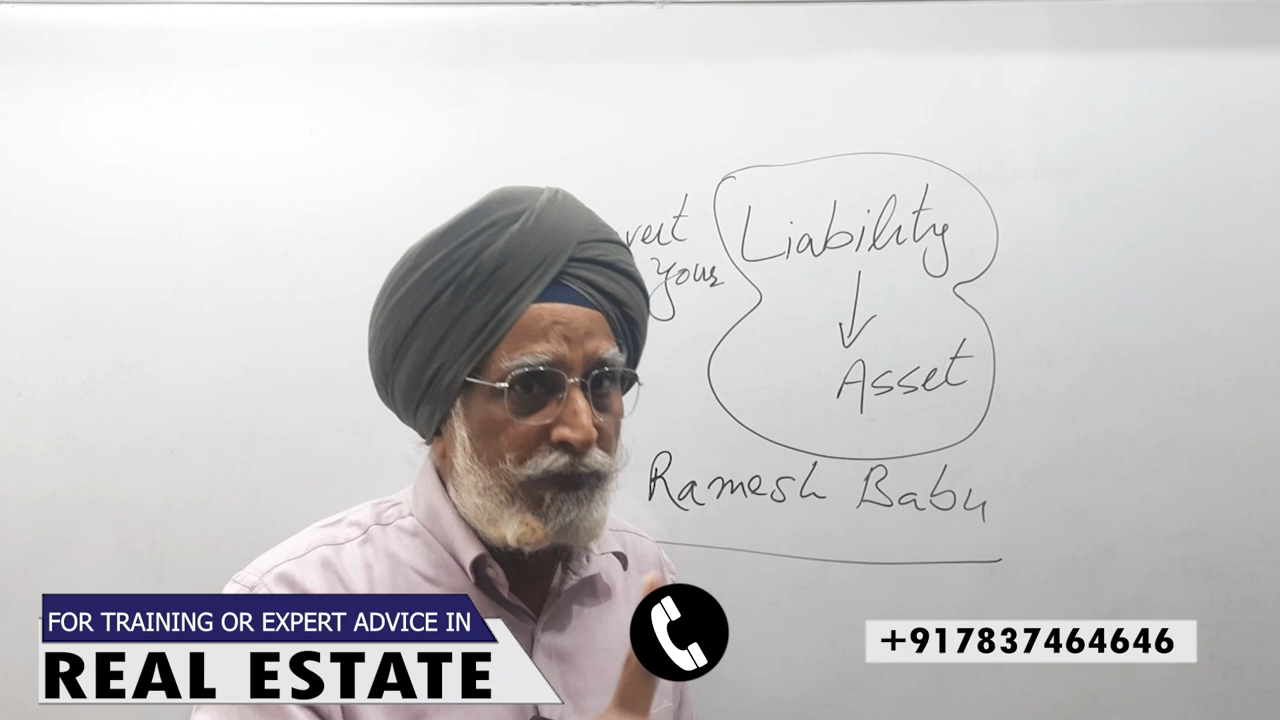 vert
your
Liability
Asset
Ramesh Babu
FOR TRAINING OR EXPERT ADVICE IN
REAL ESTATE
+917837464646